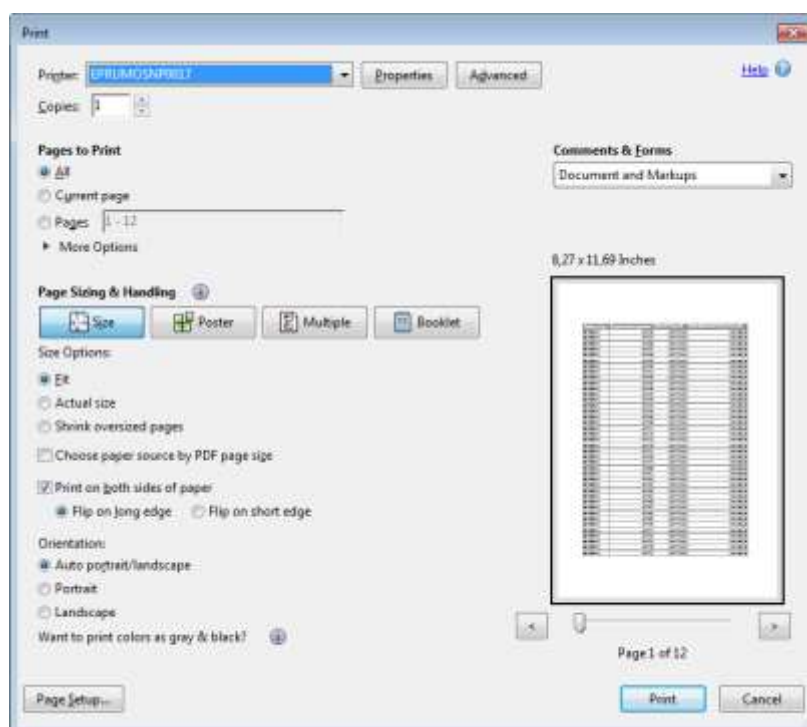 Print
Printer: EFRUMOSNP0017 Properties Advanced Help
Copies: 1
Pages to Print
All
Current page
Pages 1 - 12
More Options
Comments & Forms
Document and Markups
8,27 x 11,69 Inches
Page Sizing & Handling
Size Poster Multiple Booklet
Size Options:
Fit
Actual size
Shrink oversized pages
Choose paper source by PDF page size
Print on both sides of paper
Flip on long edge Flip on short edge
Orientation:
Auto portrait/landscape
Portrait
Landscape
Want to print colors as gray & black?
< >
Page 1 of 12
Page Setup... Print Cancel